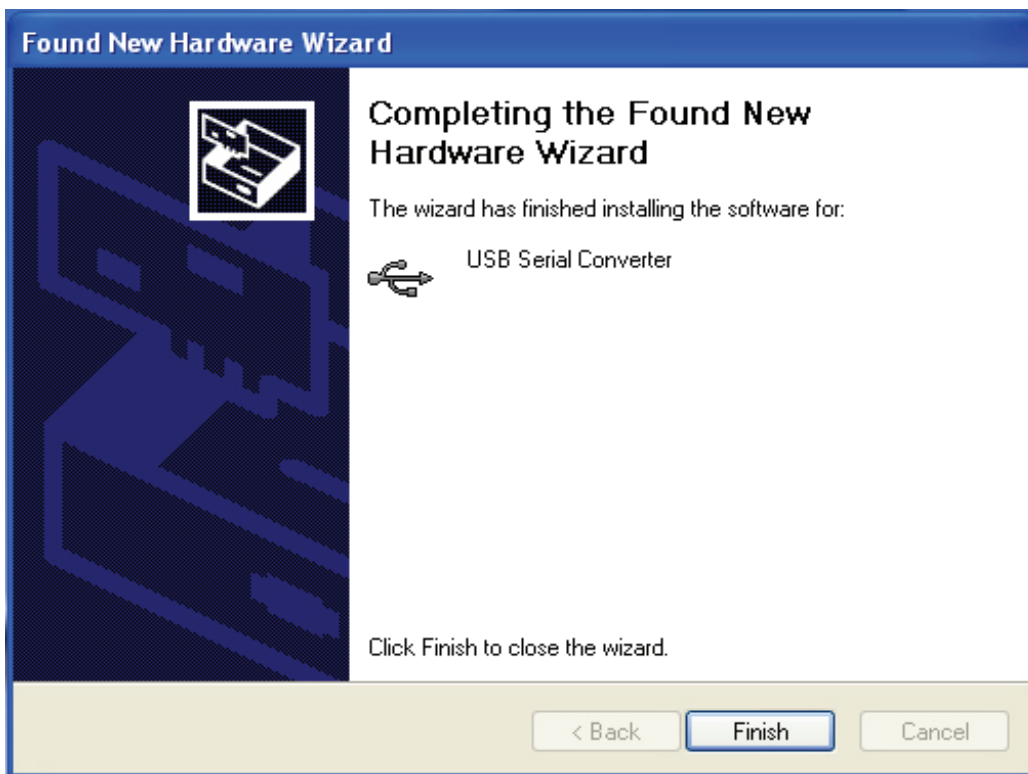 Found New Hardware Wizard
Completing the Found New
Hardware Wizard
The wizard has finished installing the software for:
USB Serial Converter
Click Finish to close the wizard.
< Back
Finish
Cancel